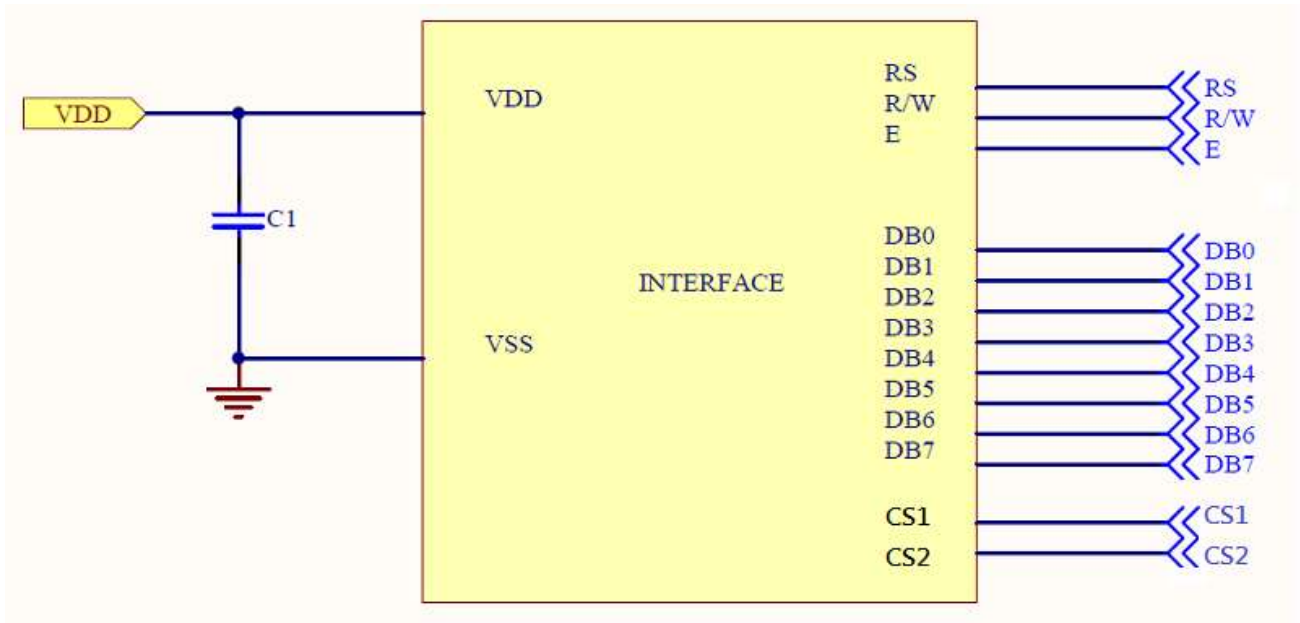 VDD
C1
VDD
INTERFACE
VSS
RS
R/W
E
DB0
DB1
DB2
DB3
DB4
DB5
DB6
DB7
CS1
CS2
RS
R/W
E
DB0
DB1
DB2
DB3
DB4
DB5
DB6
DB7
CS1
CS2